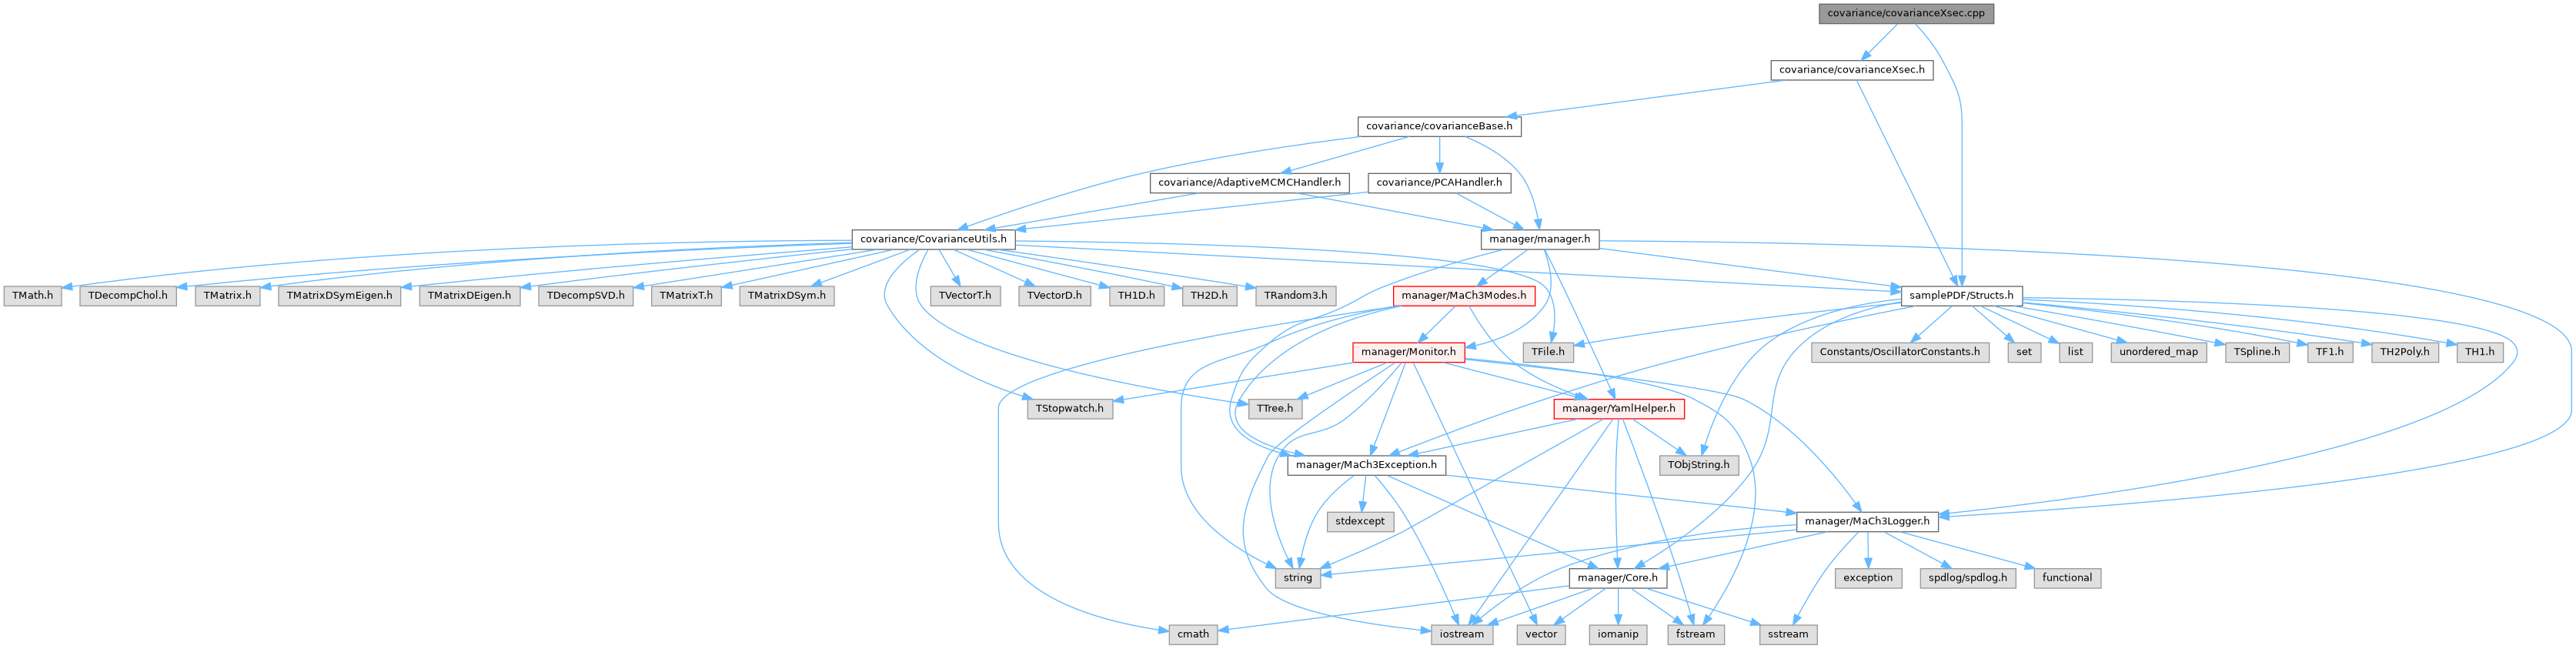 covariance/covarianceXsec.cpp
covariance/covarianceXsec.h
covariance/covarianceBase.h
covariance/AdaptiveMCMCHandler.h
covariance/PCAHandler.h
covariance/CovarianceUtils.h
manager/manager.h
TMath.h
TDecompChol.h
TMatrix.h
TMatrixDSymEigen.h
TMatrixDEigen.h
TDecompSVD.h
TMatrixT.h
TMatrixDSym.h
TVectorT.h
TVectorD.h
TH1D.h
TH2D.h
TRandom3.h
manager/MaCh3Modes.h
samplePDF/Structs.h
manager/Monitor.h
TFile.h
Constants/OscillatorConstants.h
set
list
unordered_map
TSpline.h
TF1.h
TH2Poly.h
TH1.h
TStopwatch.h
TTree.h
manager/YamlHelper.h
manager/MaCh3Exception.h
TObjString.h
stdexcept
manager/MaCh3Logger.h
string
manager/Core.h
exception
spdlog/spdlog.h
functional
cmath
iostream
vector
iomanip
fstream
sstream